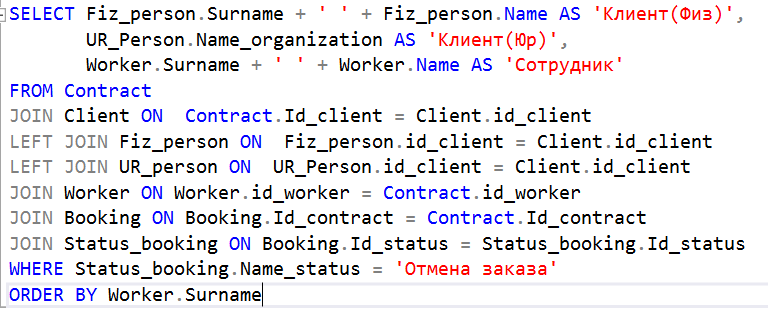 SELECT Fiz_person.Surname + ' ' + Fiz_person.Name AS 'Клиент(Физ)',
UR_Person.Name_organization AS 'Клиент(Юр)',
Worker.Surname + ' ' + Worker.Name AS 'Сотрудник'
FROM Contract
JOIN Client ON  Contract.Id_client = Client.id_client
LEFT JOIN Fiz_person ON  Fiz_person.id_client = Client.id_client
LEFT JOIN UR_person ON  UR_Person.id_client = Client.id_client
JOIN Worker ON Worker.id_worker = Contract.id_worker
JOIN Booking ON Booking.Id_contract = Contract.Id_contract
JOIN Status_booking ON Booking.Id_status = Status_booking.Id_status
WHERE Status_booking.Name_status = 'Отмена заказа'
ORDER BY Worker.Surname